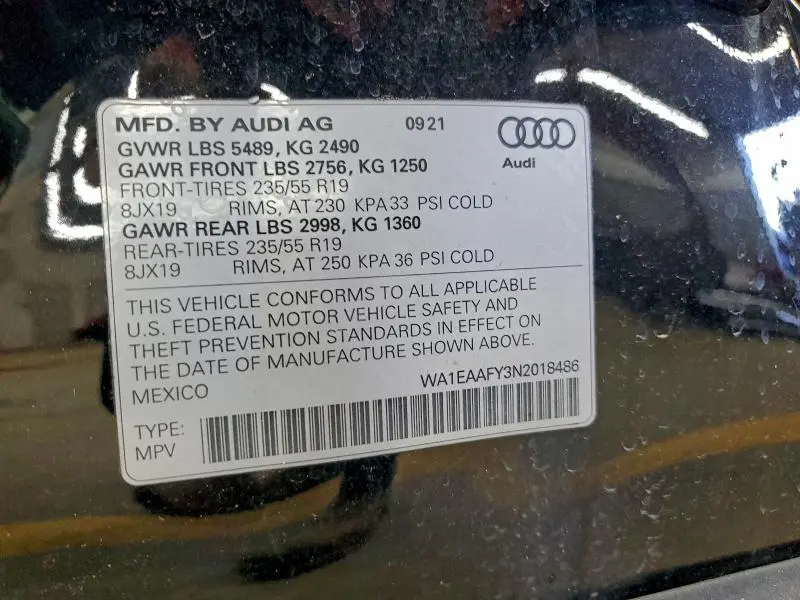 MFD. BY AUDI AG 09 21
GVWR LBS 5489, KG 2490
Audi
GAWR FRONT LBS 2756, KG 1250
FRONT-TIRES 235/55 R19
8JX19 RIMS, AT 230 KPA 33 PSI COLD
GAWR REAR LBS 2998, KG 1360
REAR-TIRES 235/55 R19
8JX19 RIMS, AT 250 KPA 36 PSI COLD
THIS VEHICLE CONFORMS TO ALL APPLICABLE
U.S. FEDERAL MOTOR VEHICLE SAFETY AND
THEFT PREVENTION STANDARDS IN EFFECT ON
THE DATE OF MANUFACTURE SHOWN ABOVE.
MEXICO WA1EAAFY3N2018486
TYPE:
MPV